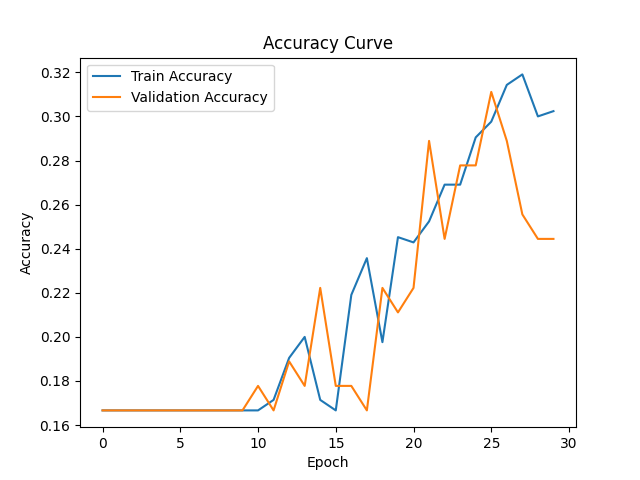 Accuracy Curve
Train Accuracy
Validation Accuracy
0.32
0.30
0.28
0.26
0.24
0.22
0.20
0.18
0.16
Accuracy
0 5 10 15 20 25 30
Epoch